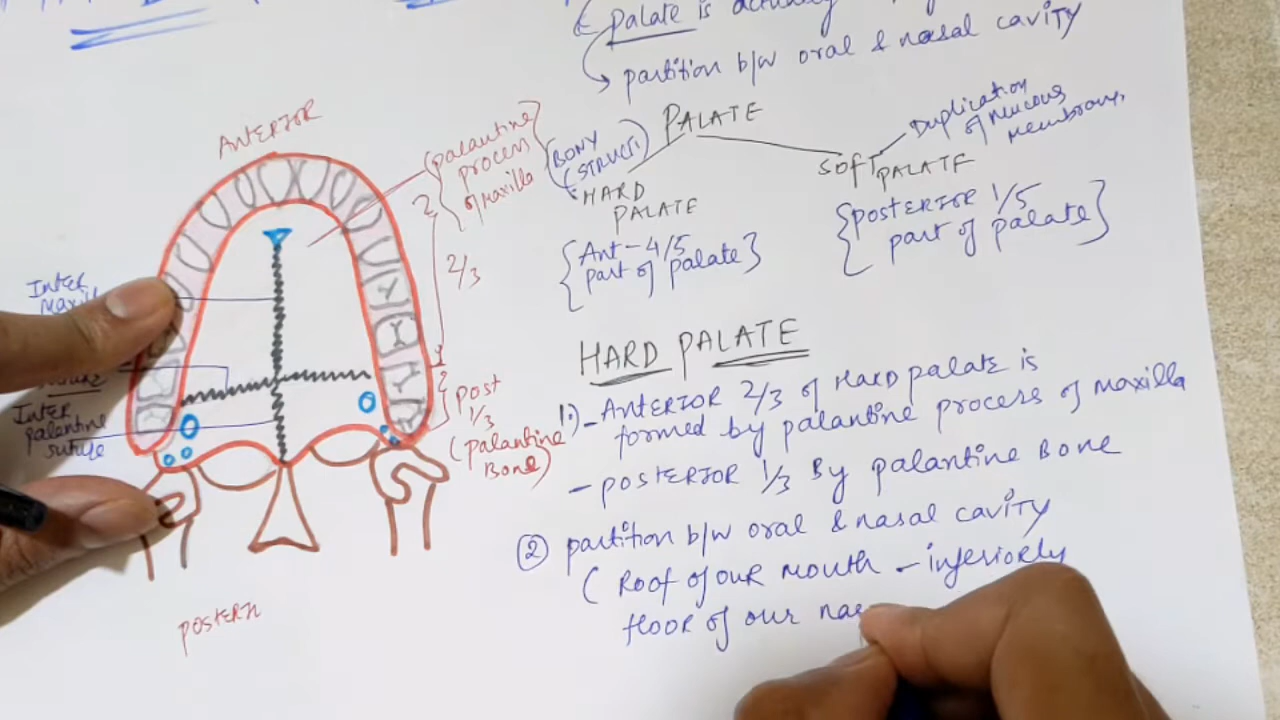 palate is
partition b/w oral & nasal cavity
PALATE
(BONY
STRUCT)
HARD
PALATE
{Ant-4/5
part of palate}
SOFT
PALATE
Duplication
of mucous
membrane,
{POSTERIOR 1/5
part of palate}
ANTERIOR
(palantine
process
of Maxilla
2/3
post
1/3
(palantine
Bone)
Inter
Inter
palentine
suture
POSTERI
HARD PALATE
1.) - ANTERIOR 2/3 of HARD palate is
formed by palantine process of maxilla
- POSTERIOR 1/3 By palantine BONE
② partition b/w oral & nasal cavity
( Roof of our mouth - inferiorly
floor of our nas